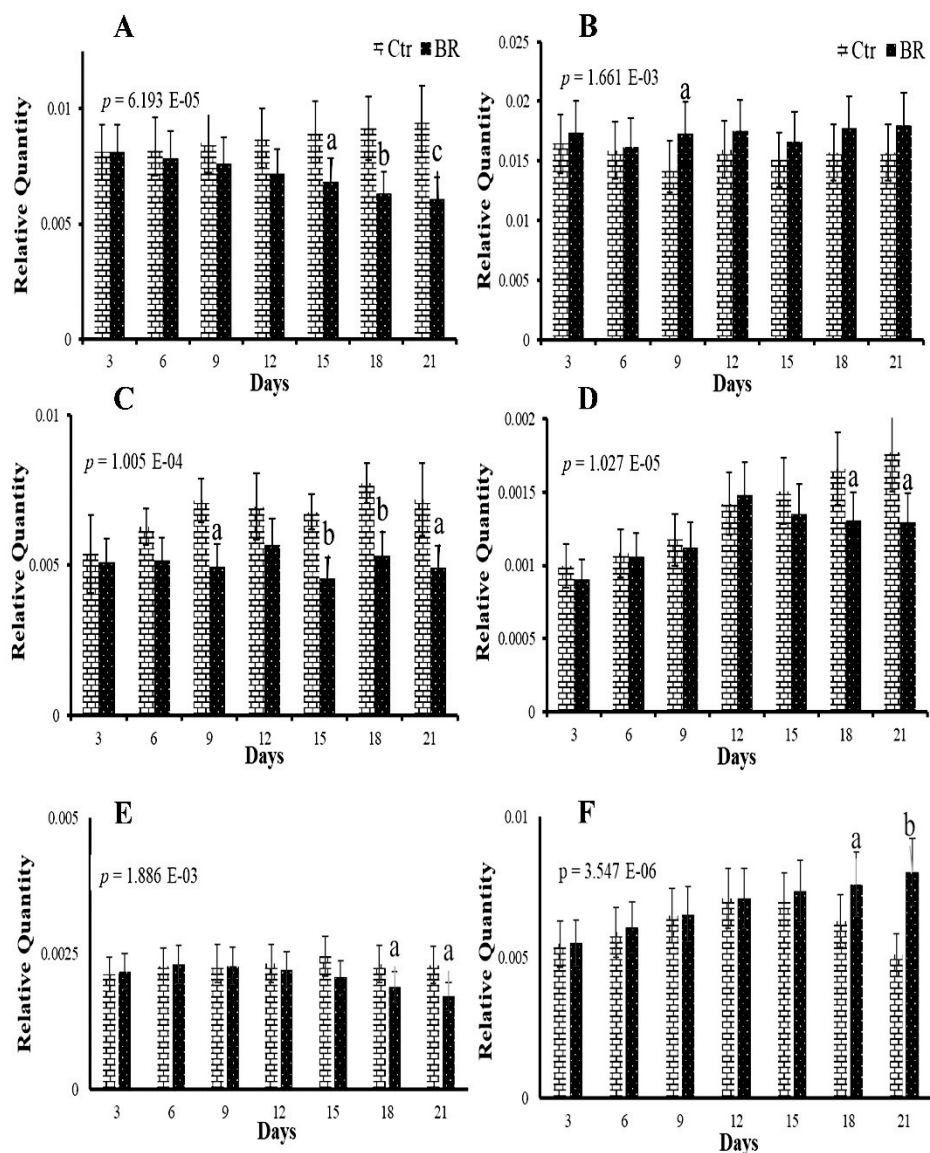 A
Ctr BR
p = 6.193 E-05
a
b
c
0.01
0.005
0
Relative Quantity
3 6 9 12 15 18 21
Days
B
Ctr BR
p = 1.661 E-03
a
0.025
0.02
0.015
0.01
0.005
0
Relative Quantity
3 6 9 12 15 18 21
Days
C
p = 1.005 E-04
a
b
b
a
0.01
0.005
0
Relative Quantity
3 6 9 12 15 18 21
Days
D
p = 1.027 E-05
a
a
0.002
0.0015
0.001
0.0005
0
Relative Quantity
3 6 9 12 15 18 21
Days
E
p = 1.886 E-03
a
a
0.005
0.0025
0
Relative Quantity
3 6 9 12 15 18 21
Days
F
p = 3.547 E-06
a
b
0.01
0.005
0
Relative Quantity
3 6 9 12 15 18 21
Days